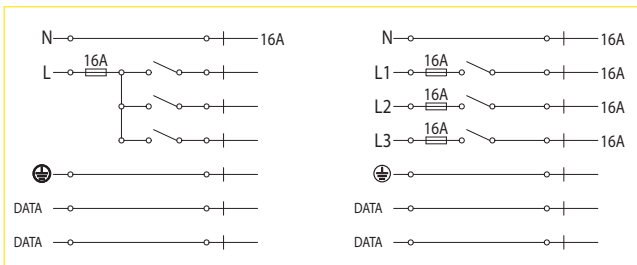 N 16A
L 16A
DATA
DATA
N 16A
L1 16A 16A
L2 16A 16A
L3 16A 16A
DATA
DATA